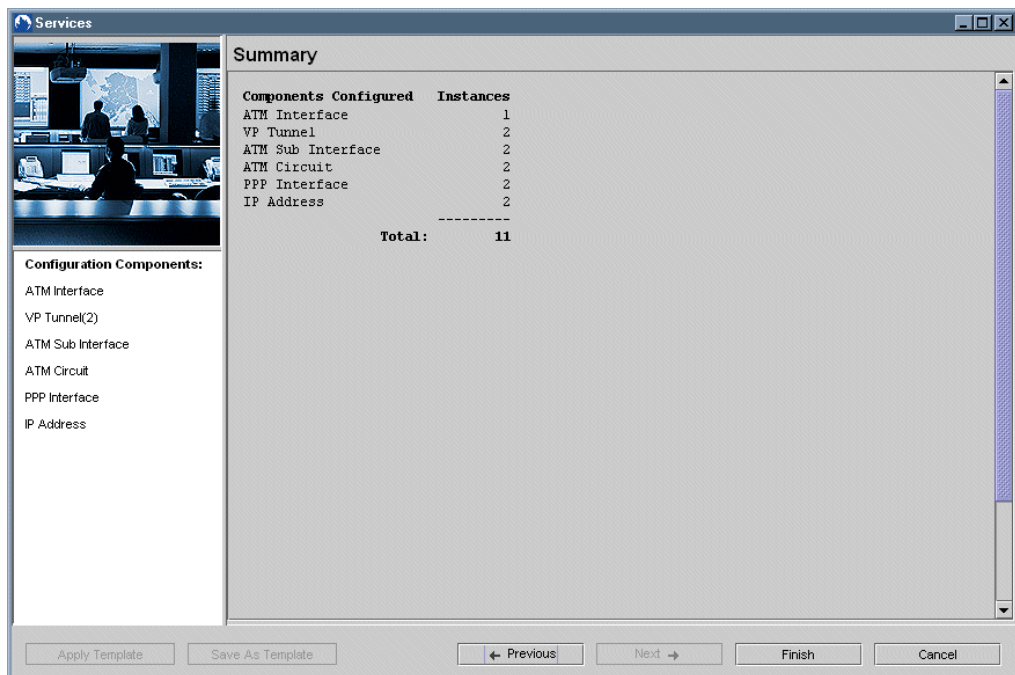 Services
Summary
Components Configured Instances
ATM Interface 1
VP Tunnel 2
ATM Sub Interface 2
ATM Circuit 2
PPP Interface 2
IP Address 2
---------
Total: 11
Configuration Components:
ATM Interface
VP Tunnel(2)
ATM Sub Interface
ATM Circuit
PPP Interface
IP Address
Apply Template
Save As Template
← Previous
Next →
Finish
Cancel